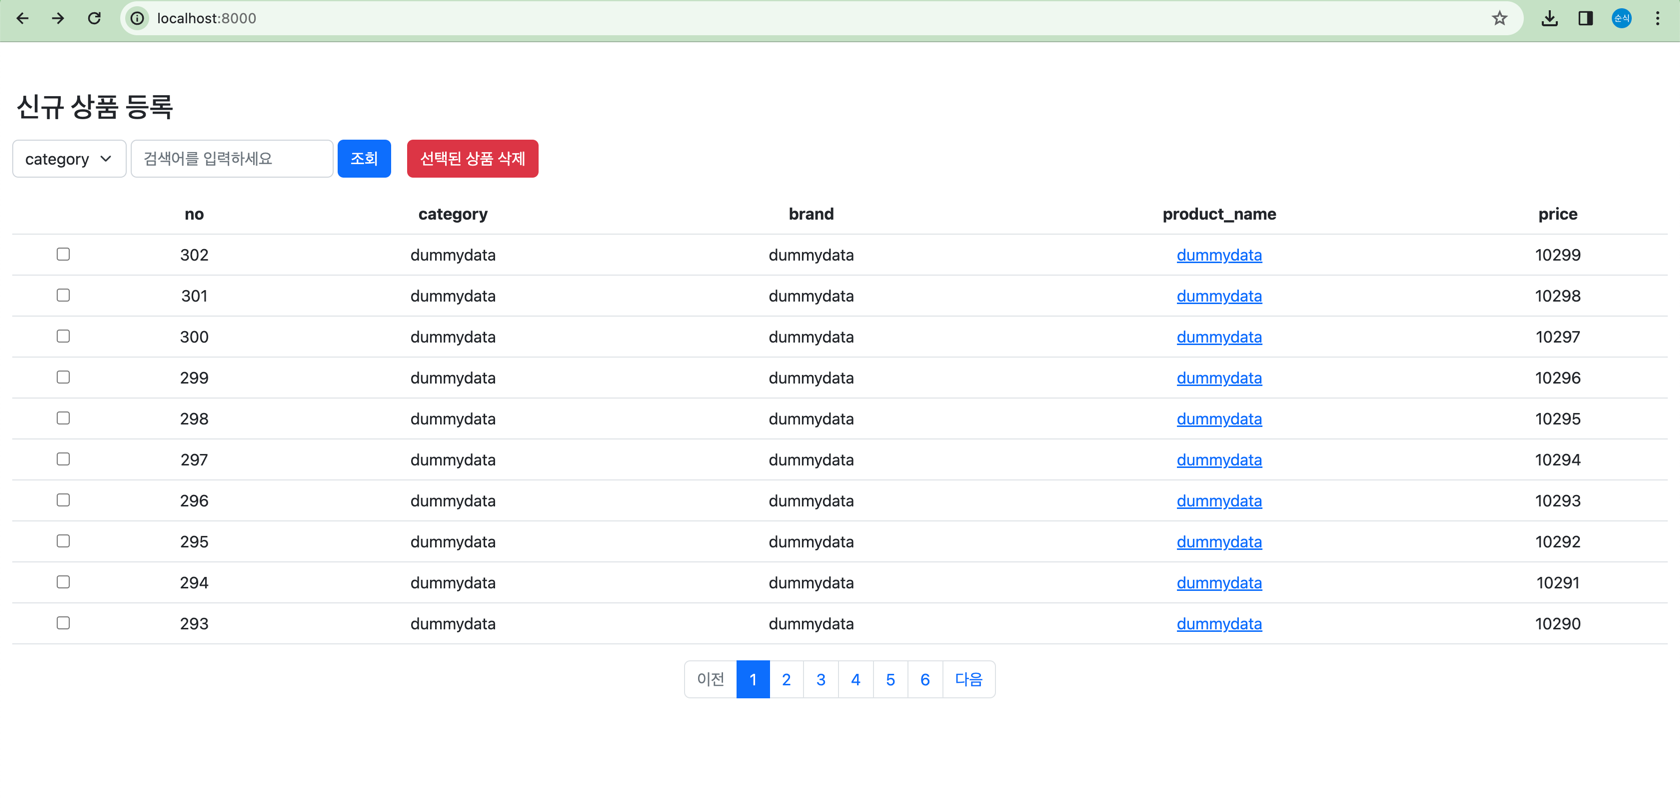 localhost:8000
순식
신규 상품 등록
category 검색어를 입력하세요 조회 선택된 상품 삭제
no category brand product_name price
302 dummydata dummydata dummydata 10299
301 dummydata dummydata dummydata 10298
300 dummydata dummydata dummydata 10297
299 dummydata dummydata dummydata 10296
298 dummydata dummydata dummydata 10295
297 dummydata dummydata dummydata 10294
296 dummydata dummydata dummydata 10293
295 dummydata dummydata dummydata 10292
294 dummydata dummydata dummydata 10291
293 dummydata dummydata dummydata 10290
이전 1 2 3 4 5 6 다음